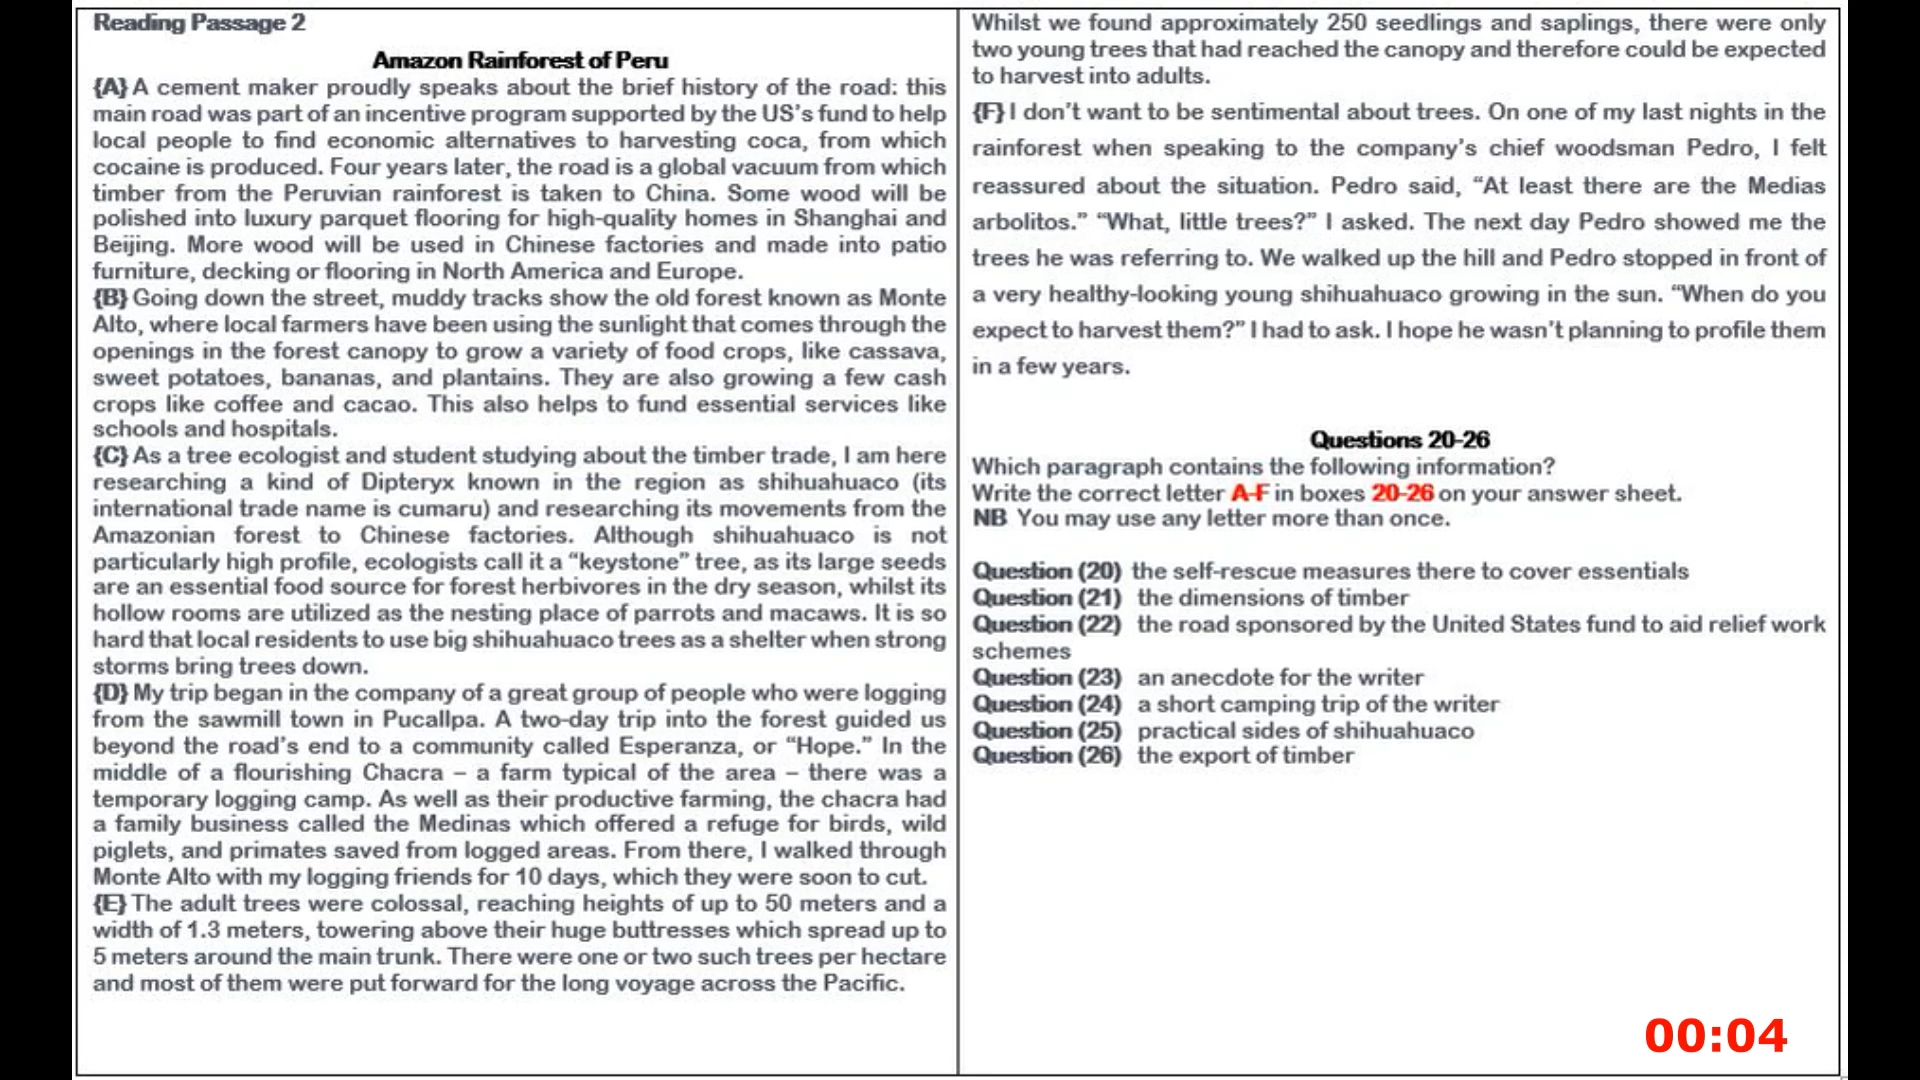 Reading Passage 2
Amazon Rainforest of Peru
{A} A cement maker proudly speaks about the brief history of the road: this
main road was part of an incentive program supported by the US's fund to help
local people to find economic alternatives to harvesting coca, from which
cocaine is produced. Four years later, the road is a global vacuum from which
timber from the Peruvian rainforest is taken to China. Some wood will be
polished into luxury parquet flooring for high-quality homes in Shanghai and
Beijing. More wood will be used in Chinese factories and made into patio
furniture, decking or flooring in North America and Europe.
{B} Going down the street, muddy tracks show the old forest known as Monte
Alto, where local farmers have been using the sunlight that comes through the
openings in the forest canopy to grow a variety of food crops, like cassava,
sweet potatoes, bananas, and plantains. They are also growing a few cash
crops like coffee and cacao. This also helps to fund essential services like
schools and hospitals.
{C} As a tree ecologist and student studying about the timber trade, I am here
researching a kind of Dipteryx known in the region as shihuahuaco (its
international trade name is cumaru) and researching its movements from the
Amazonian forest to Chinese factories. Although shihuahuaco is not
particularly high profile, ecologists call it a “keystone” tree, as its large seeds
are an essential food source for forest herbivores in the dry season, whilst its
hollow rooms are utilized as the nesting place of parrots and macaws. It is so
hard that local residents to use big shihuahuaco trees as a shelter when strong
storms bring trees down.
{D} My trip began in the company of a great group of people who were logging
from the sawmill town in Pucallpa. A two-day trip into the forest guided us
beyond the road's end to a community called Esperanza, or “Hope.” In the
middle of a flourishing Chacra – a farm typical of the area – there was a
temporary logging camp. As well as their productive farming, the chacra had
a family business called the Medinas which offered a refuge for birds, wild
piglets, and primates saved from logged areas. From there, I walked through
Monte Alto with my logging friends for 10 days, which they were soon to cut.
{E} The adult trees were colossal, reaching heights of up to 50 meters and a
width of 1.3 meters, towering above their huge buttresses which spread up to
5 meters around the main trunk. There were one or two such trees per hectare
and most of them were put forward for the long voyage across the Pacific.
Whilst we found approximately 250 seedlings and saplings, there were only
two young trees that had reached the canopy and therefore could be expected
to harvest into adults.
{F} I don't want to be sentimental about trees. On one of my last nights in the
rainforest when speaking to the company's chief woodsman Pedro, I felt
reassured about the situation. Pedro said, “At least there are the Medias
arbolitos.” “What, little trees?” I asked. The next day Pedro showed me the
trees he was referring to. We walked up the hill and Pedro stopped in front of
a very healthy-looking young shihuahuaco growing in the sun. “When do you
expect to harvest them?” I had to ask. I hope he wasn't planning to profile them
in a few years.
Questions 20-26
Which paragraph contains the following information?
Write the correct letter A-F in boxes 20-26 on your answer sheet.
NB You may use any letter more than once.
Question (20) the self-rescue measures there to cover essentials
Question (21) the dimensions of timber
Question (22) the road sponsored by the United States fund to aid relief work
schemes
Question (23) an anecdote for the writer
Question (24) a short camping trip of the writer
Question (25) practical sides of shihuahuaco
Question (26) the export of timber
00:04